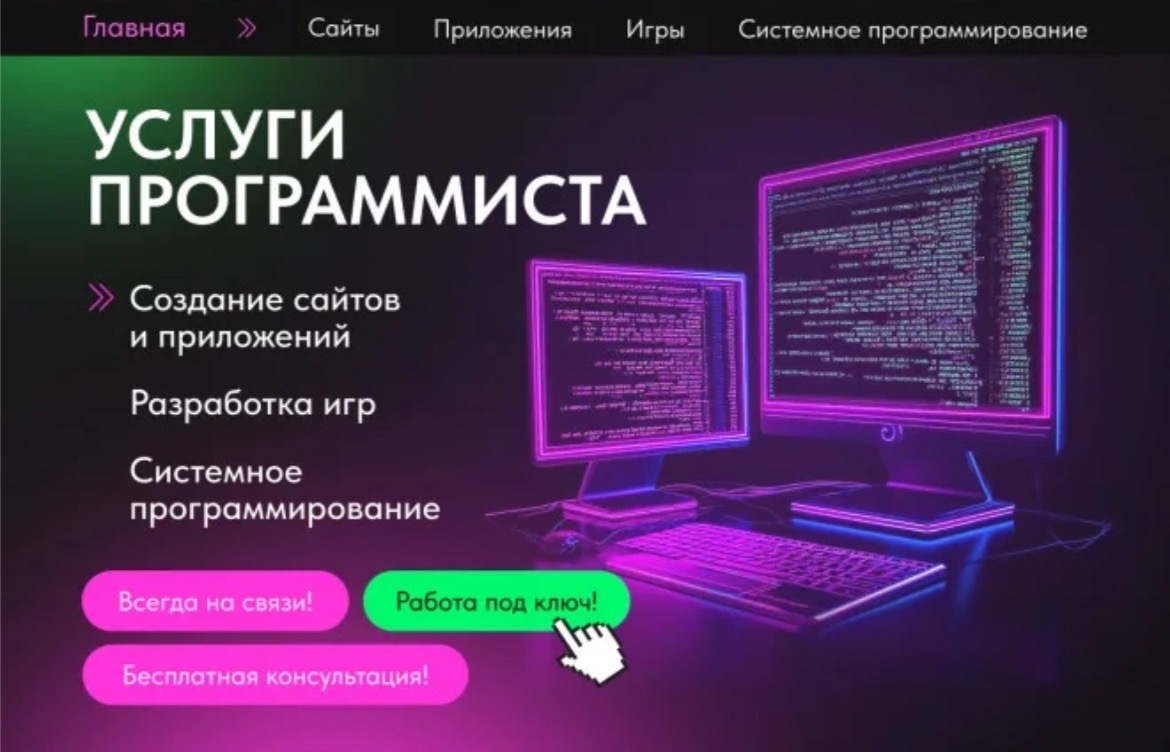 Главная » Сайты Приложения Игры Системное программирование
УСЛУГИ
ПРОГРАММИСТА
» Создание сайтов
и приложений
Разработка игр
Системное
программирование
Всегда на связи! Работа под ключ!
Бесплатная консультация!